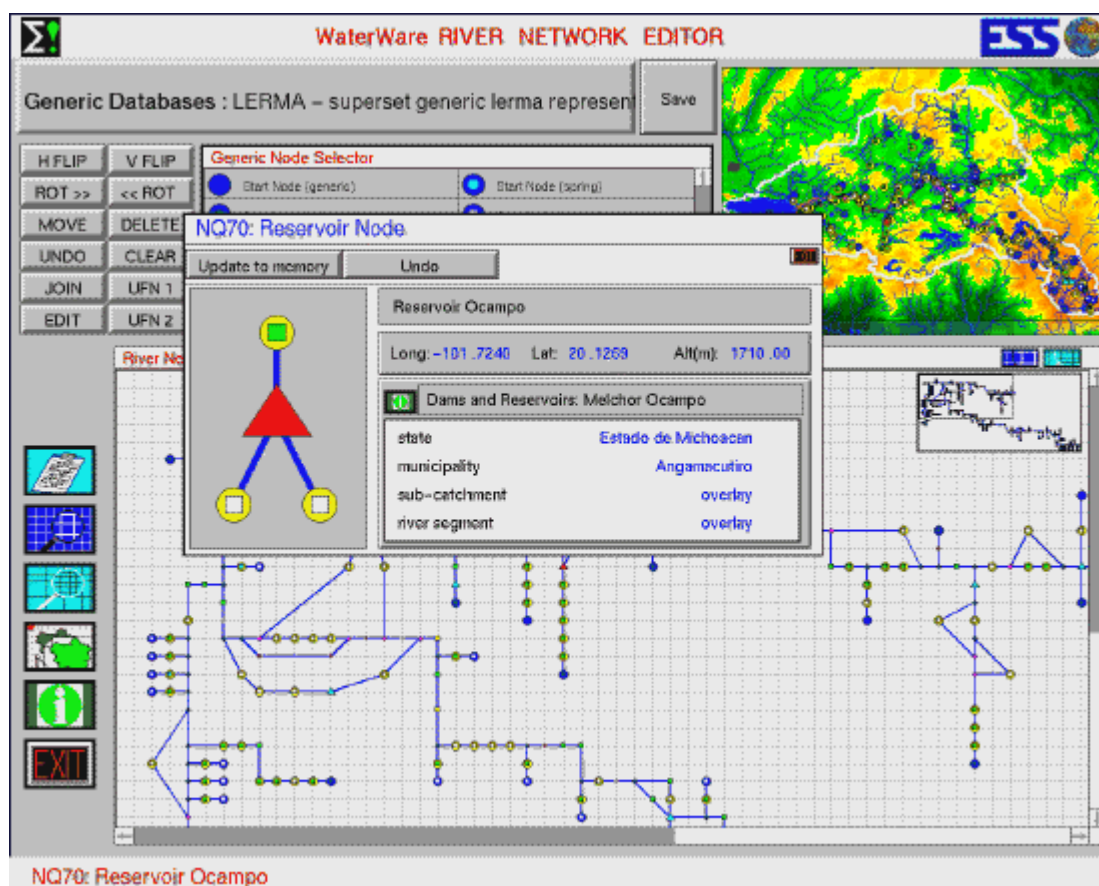 WaterWare RIVER NETWORK EDITOR
ESS
Generic Databases : LERMA – superset generic lerma represen
Save
H FLIP
V FLIP
Generic Node Selector
ROT >>
<< ROT
Start Node (generic)
Start Node (spring)
MOVE
DELETE
NQ70: Reservoir Node
UNDO
CLEAR
Update to memory
Undo
JOIN
UFN 1
EDIT
UFN 2
Reservoir Ocampo
Long: -101.7240 Lat: 20.1269 Alt(m): 1710.00
River No
Dams and Reservoirs: Melchor Ocampo
state Estado de Michoacan
municipality Angamacutiro
sub-catchment overlay
river segment overlay
i
EXIT
NQ70: Reservoir Ocampo